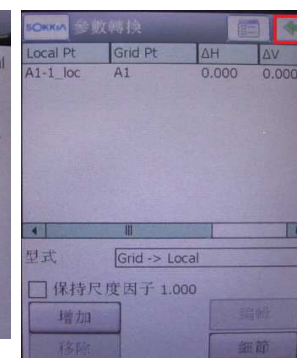 SOKKIA 參數轉換
Local Pt Grid Pt ΔH ΔV
A1-1_loc A1 0.000 0.000
型式 Grid -> Local
保持尺度因子 1.000
增加 編輯
移除 細節